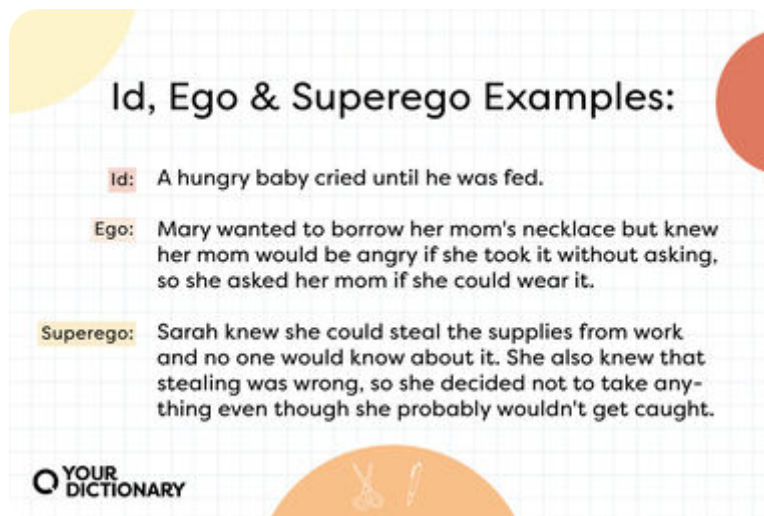 Id, Ego & Superego Examples:
Id: A hungry baby cried until he was fed.
Ego: Mary wanted to borrow her mom's necklace but knew
her mom would be angry if she took it without asking,
so she asked her mom if she could wear it.
Superego: Sarah knew she could steal the supplies from work
and no one would know about it. She also knew that
stealing was wrong, so she decided not to take any-
thing even though she probably wouldn't get caught.
YOUR
DICTIONARY